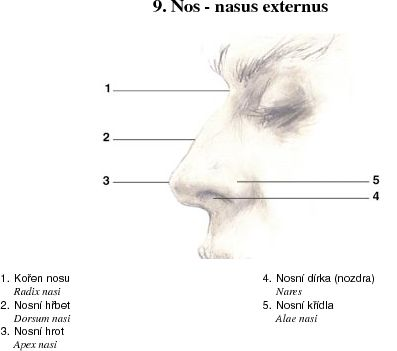 9. Nos - nasus externus
1
2
3
5
4
1. Kořen nosu
Radix nasi
2. Nosní hřbet
Dorsum nasi
3. Nosní hrot
Apex nasi
4. Nosní dírka (nozdra)
Nares
5. Nosní křídla
Alae nasi